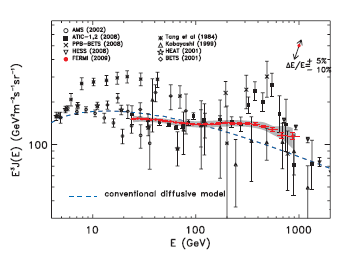 AMS (2002)
ATIC-1,2 (2008)
PPB-BETS (2008)
HESS (2008)
FERMI (2009)
Tang et al (1984)
Kobayashi (1999)
HEAT (2001)
BETS (2001)
ΔE/E= + 5%
- 10%
E³J(E) (GeV²m⁻²s⁻¹sr⁻¹)
100
conventional diffusive model
10
100
1000
E (GeV)